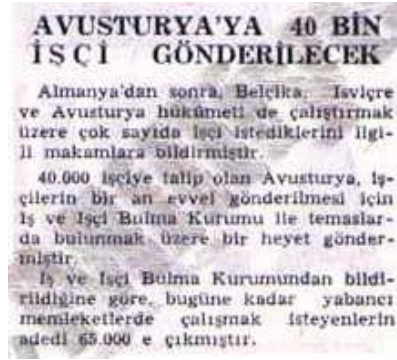 AVUSTURYA'YA 40 BİN
İŞÇİ GÖNDERİLECEK
Almanya'dan sonra, Belçika, İsviçre
ve Avusturya hükûmeti de çalıştırmak
üzere çok sayıda işçi istediklerini ilgi-
li makamlara bildirmiştir.
40.000 işçiye talip olan Avusturya, iş-
çilerin bir an evvel gönderilmesi için
İş ve İşçi Bulma Kurumu ile temaslar-
da bulunmak üzere bir heyet gönder-
miştir.
İş ve İşçi Bulma Kurumundan bildi-
rildiğine göre, bugüne kadar yabancı
memleketlerde çalışmak isteyenlerin
adedi 65.000 e çıkmıştır.